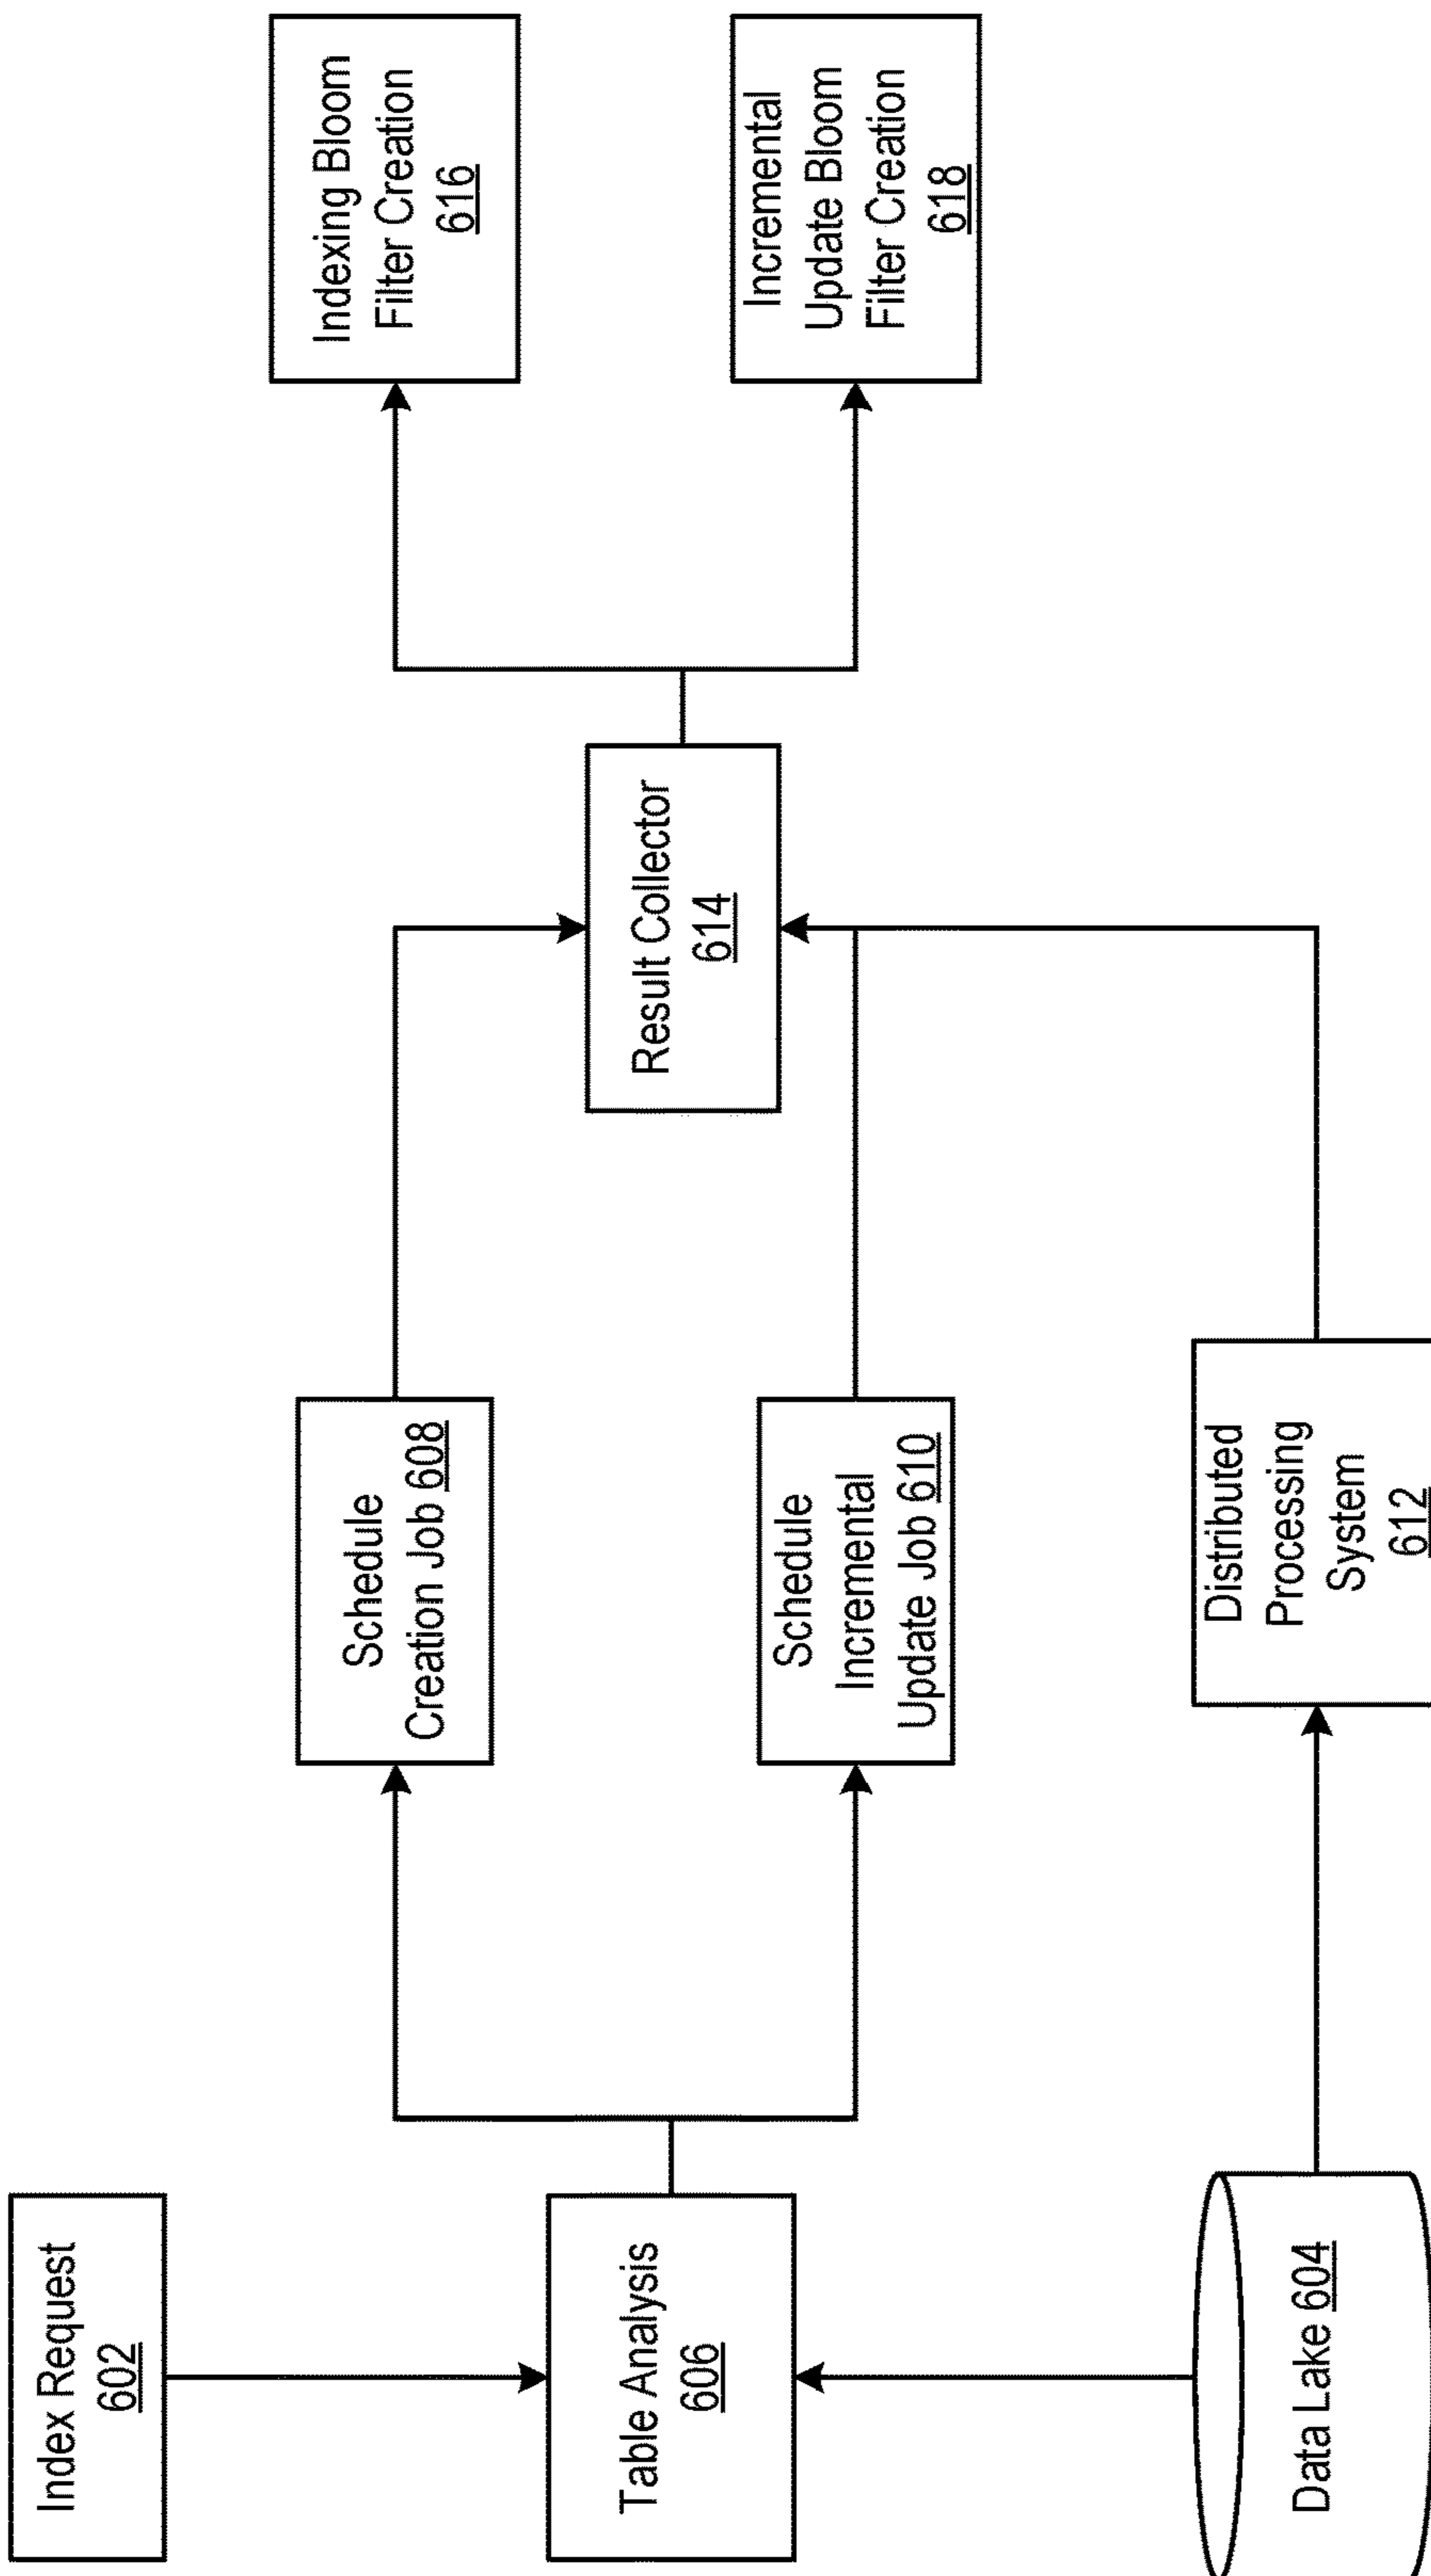 Index Request
602
Table Analysis
606
Data Lake 604
Schedule
Creation Job 608
Schedule
Incremental
Update Job 610
Distributed
Processing
System
612
Result Collector
614
Indexing Bloom
Filter Creation
616
Incremental
Update Bloom
Filter Creation
618